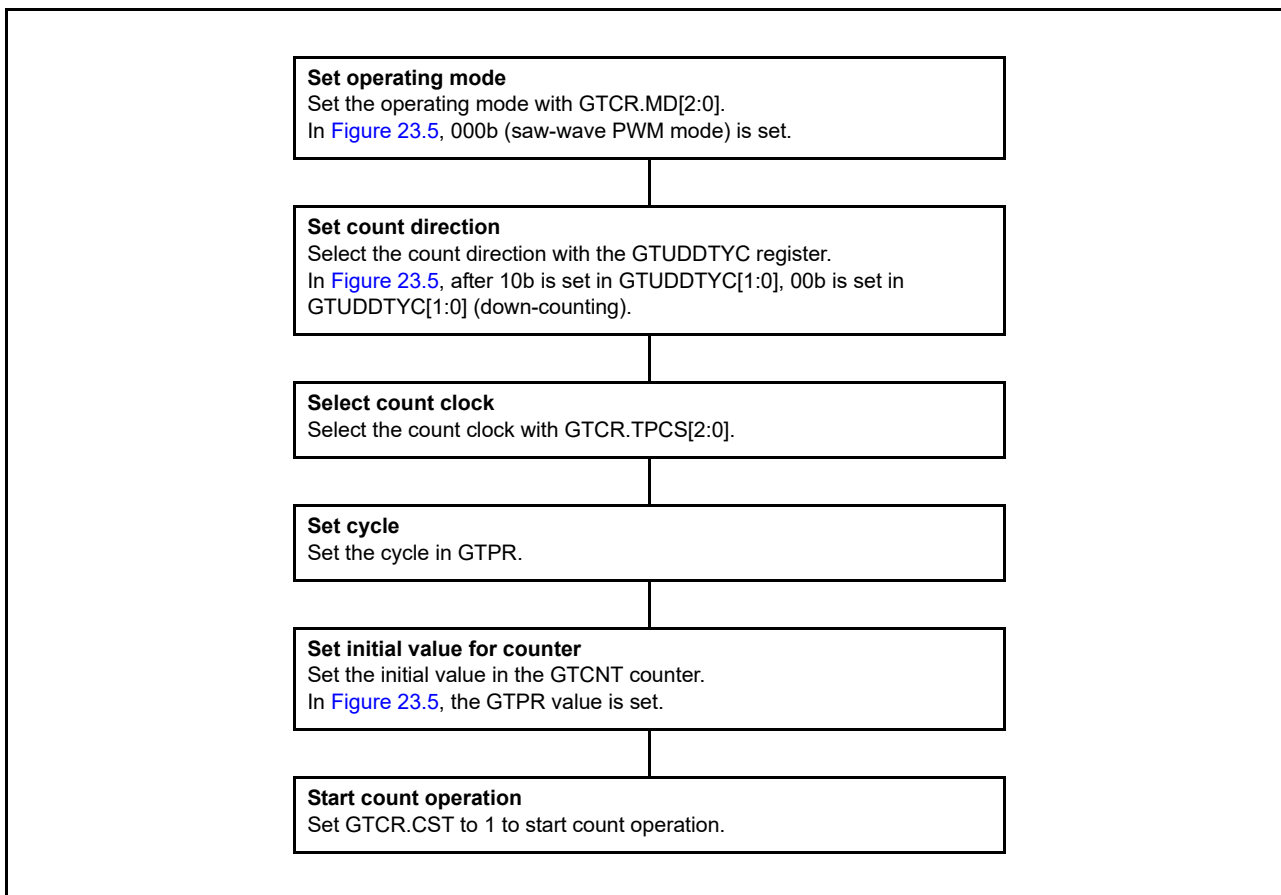 Set operating mode
Set the operating mode with GTCR.MD[2:0].
In Figure 23.5, 000b (saw-wave PWM mode) is set.
Set count direction
Select the count direction with the GTUDDTYC register.
In Figure 23.5, after 10b is set in GTUDDTYC[1:0], 00b is set in
GTUDDTYC[1:0] (down-counting).
Select count clock
Select the count clock with GTCR.TPCS[2:0].
Set cycle
Set the cycle in GTPR.
Set initial value for counter
Set the initial value in the GTCNT counter.
In Figure 23.5, the GTPR value is set.
Start count operation
Set GTCR.CST to 1 to start count operation.